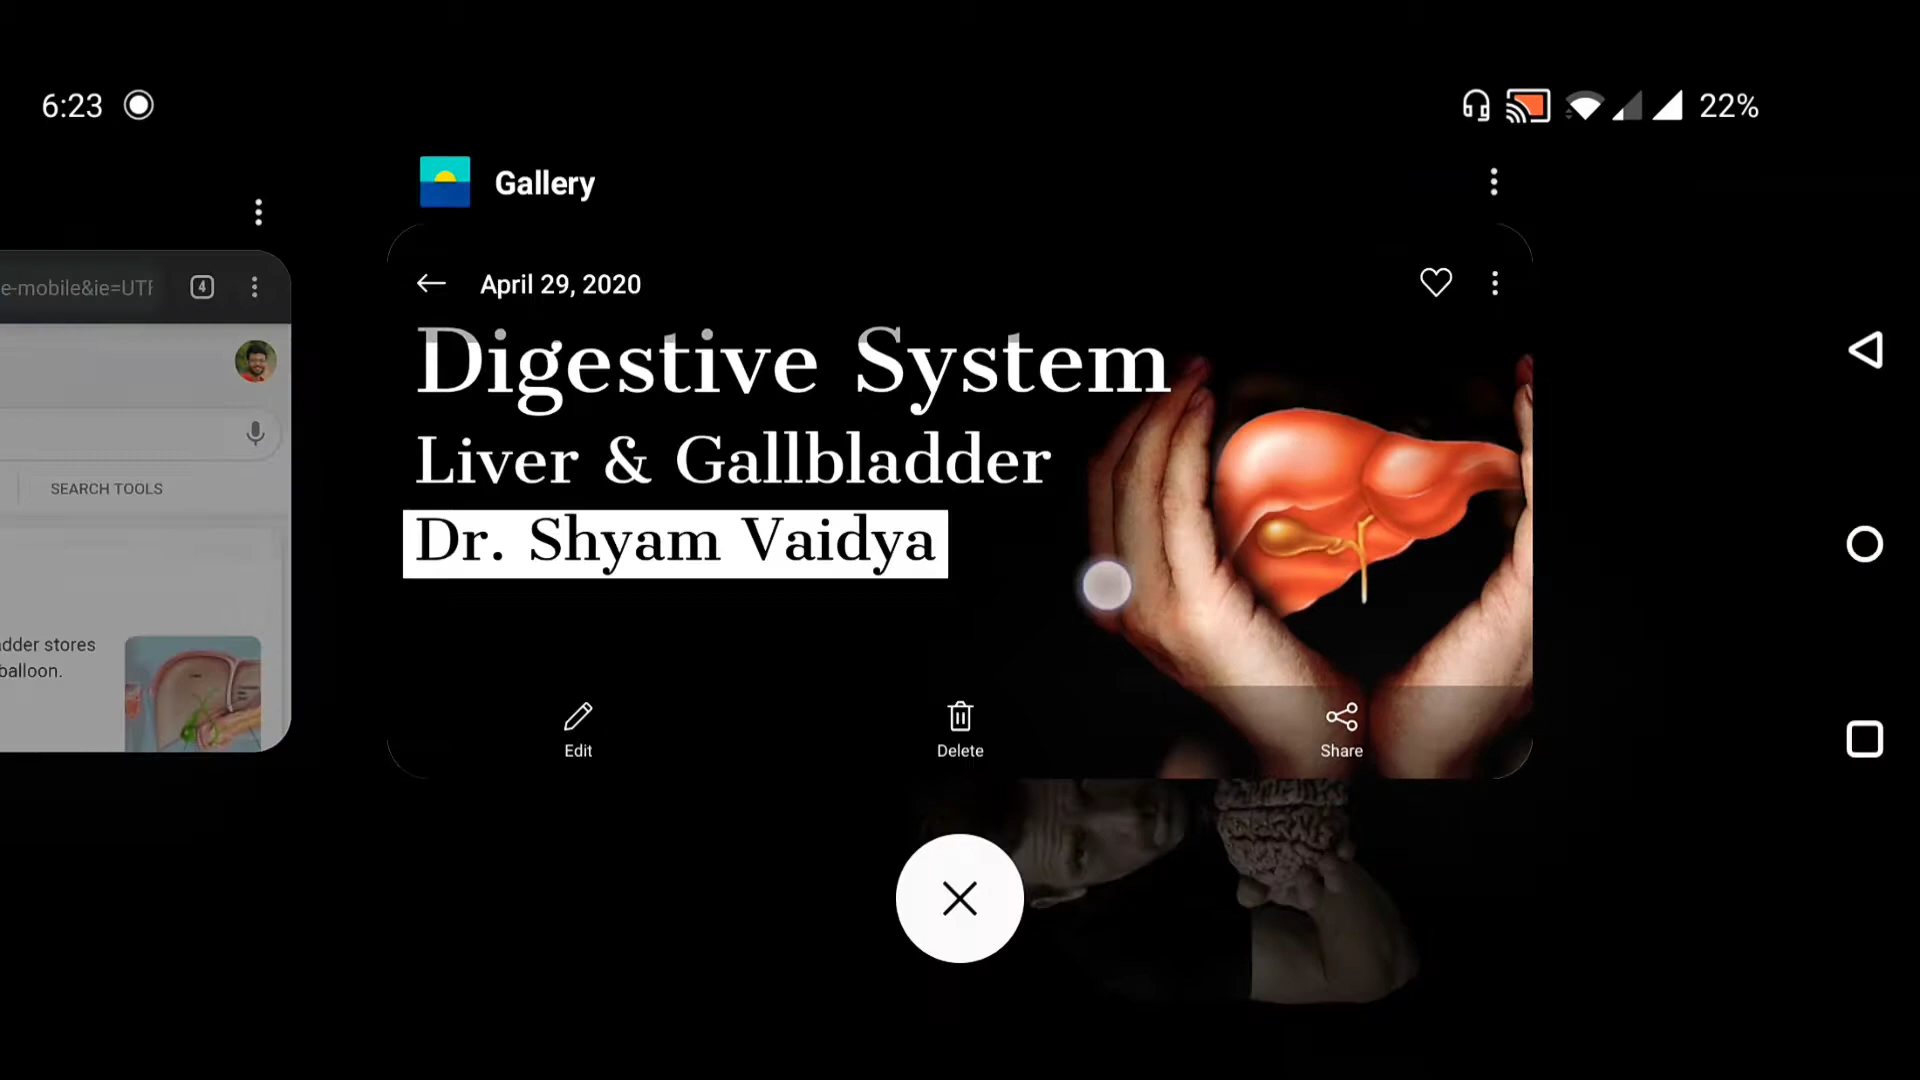 6:23
22%
Gallery
e-mobile&ie=UTF
4
April 29, 2020
Digestive System
Liver & Gallbladder
Dr. Shyam Vaidya
SEARCH TOOLS
adder stores
balloon.
Edit
Delete
Share